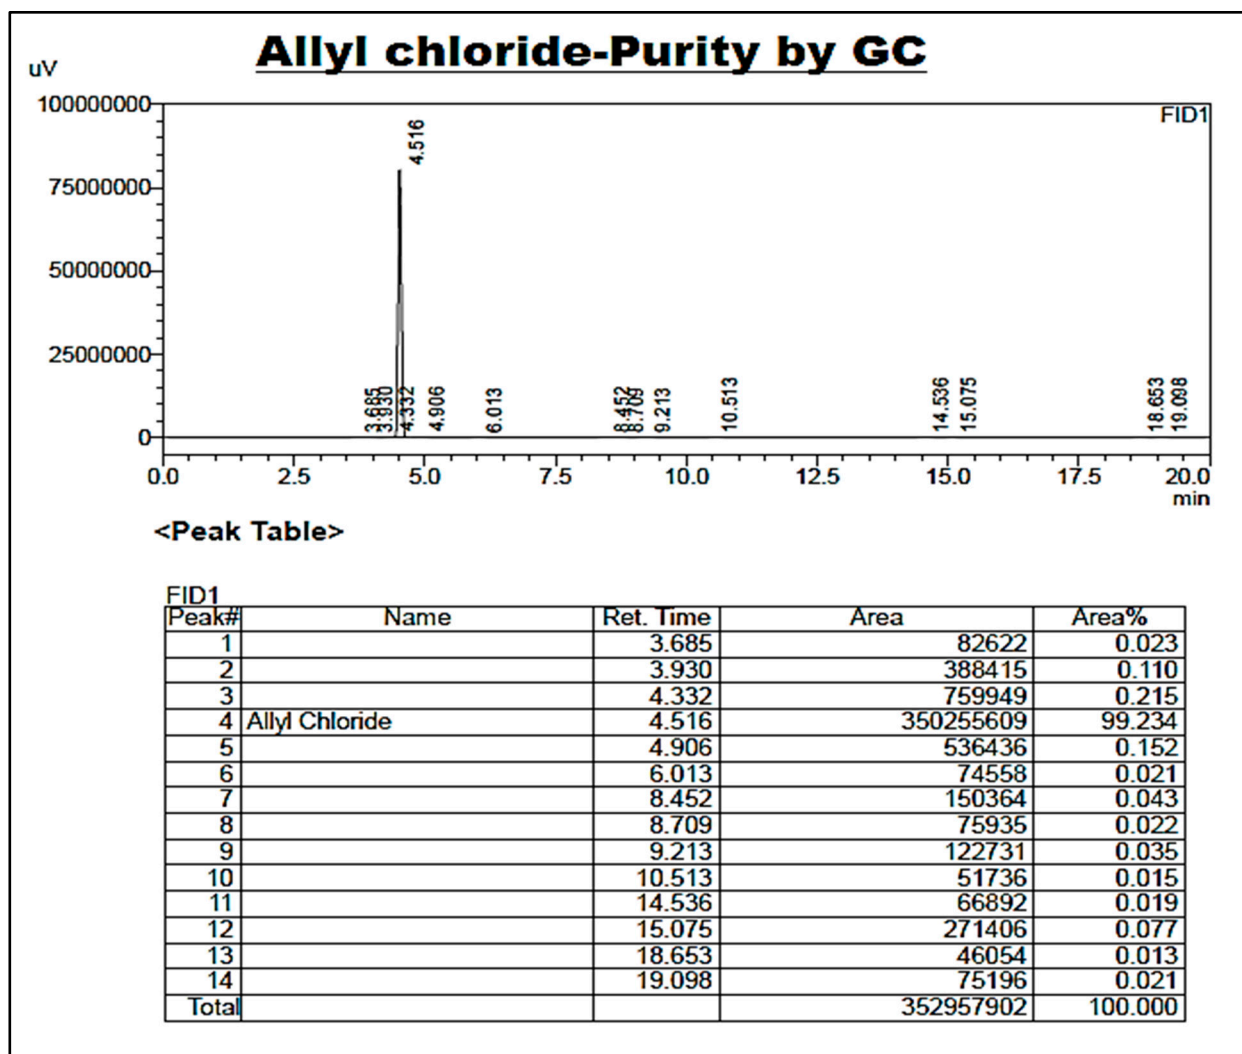 Allyl chloride-Purity by GC
uV
100000000
FID1
4.516
75000000
50000000
25000000
3.685 3.930 4.332 4.906 6.013 8.452 8.709 9.213 10.513 14.536 15.075 18.653 19.098
0
0.0 2.5 5.0 7.5 10.0 12.5 15.0 17.5 20.0
min
<Peak Table>
FID1
Peak# Name Ret. Time Area Area%
1 3.685 82622 0.023
2 3.930 388415 0.110
3 4.332 759949 0.215
4 Allyl Chloride 4.516 350255609 99.234
5 4.906 536436 0.152
6 6.013 74558 0.021
7 8.452 150364 0.043
8 8.709 75935 0.022
9 9.213 122731 0.035
10 10.513 51736 0.015
11 14.536 66892 0.019
12 15.075 271406 0.077
13 18.653 46054 0.013
14 19.098 75196 0.021
Total 352957902 100.000